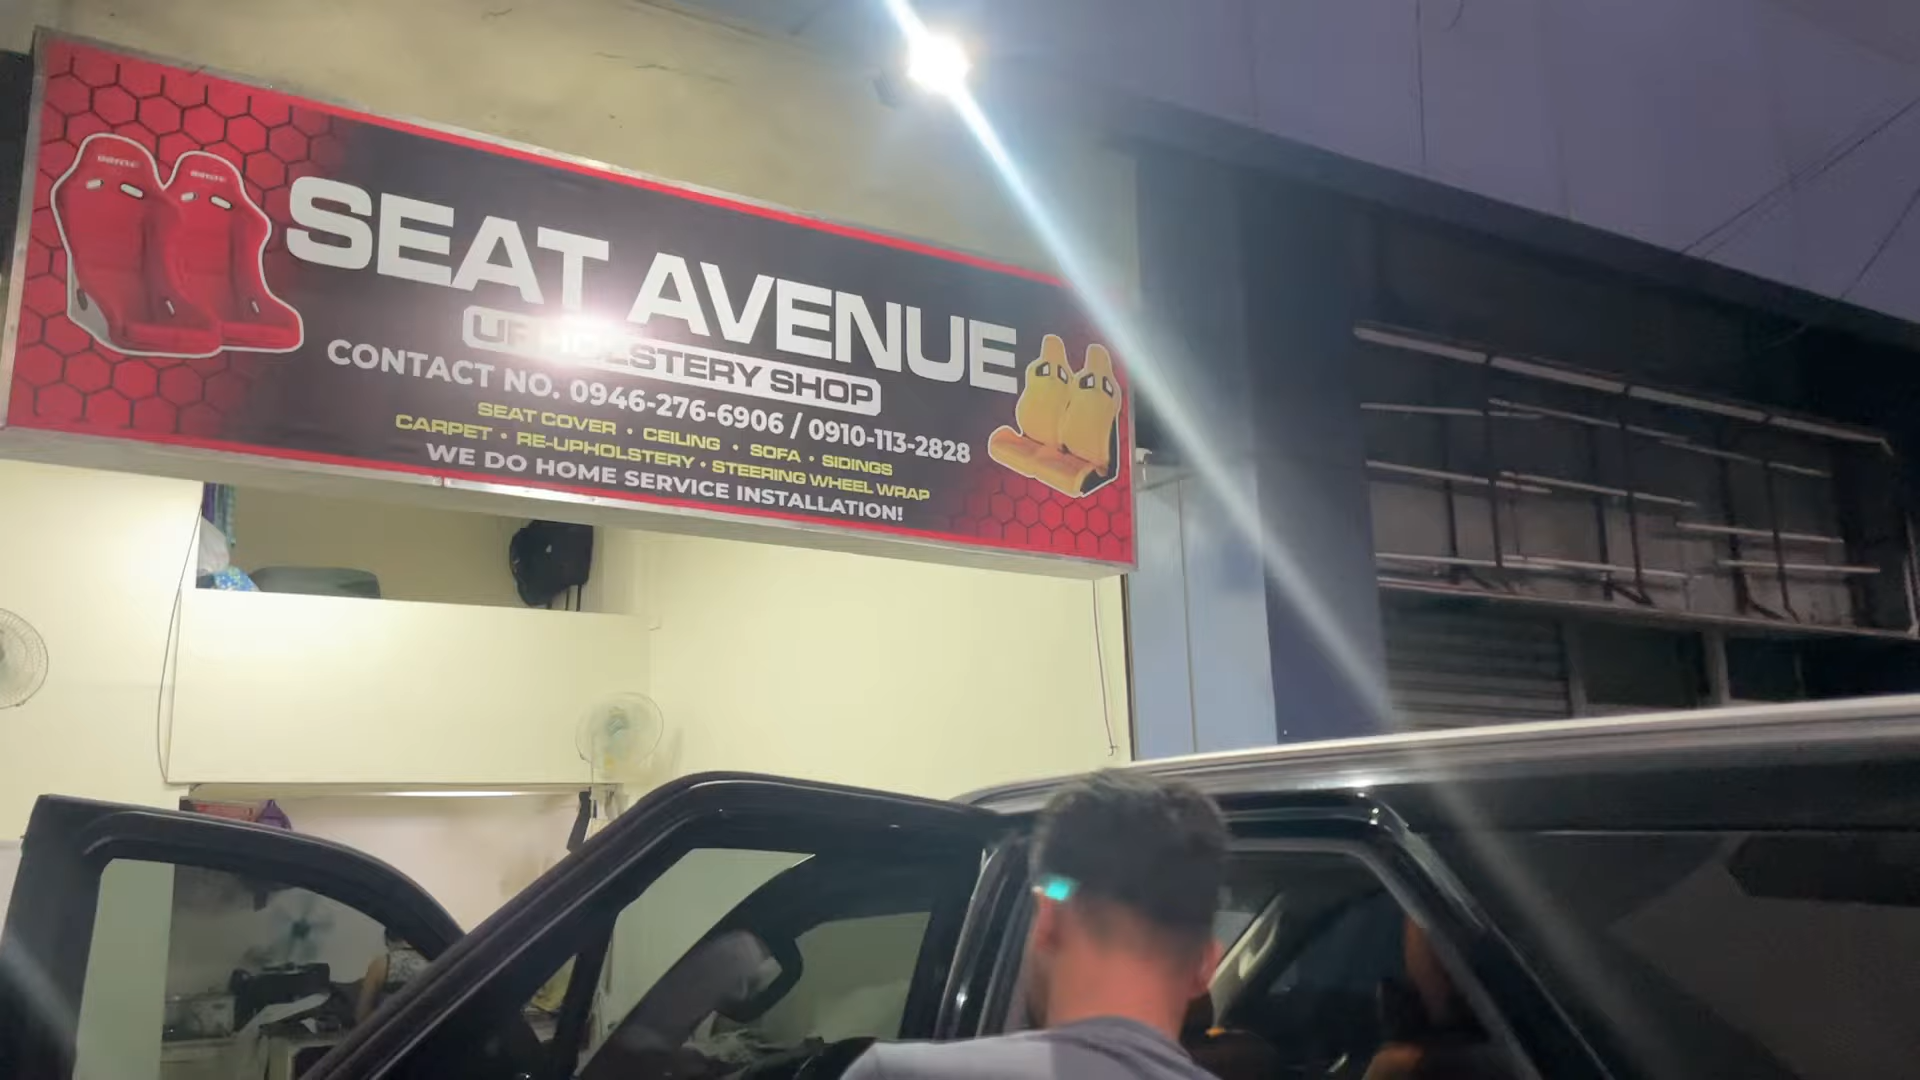 SEAT AVENUE
UPHOLSTERY SHOP
CONTACT NO. 0946-276-6906 / 0910-113-2828
SEAT COVER • CEILING • SOFA • SIDINGS
CARPET • RE-UPHOLSTERY • STEERING WHEEL WRAP
WE DO HOME SERVICE INSTALLATION!